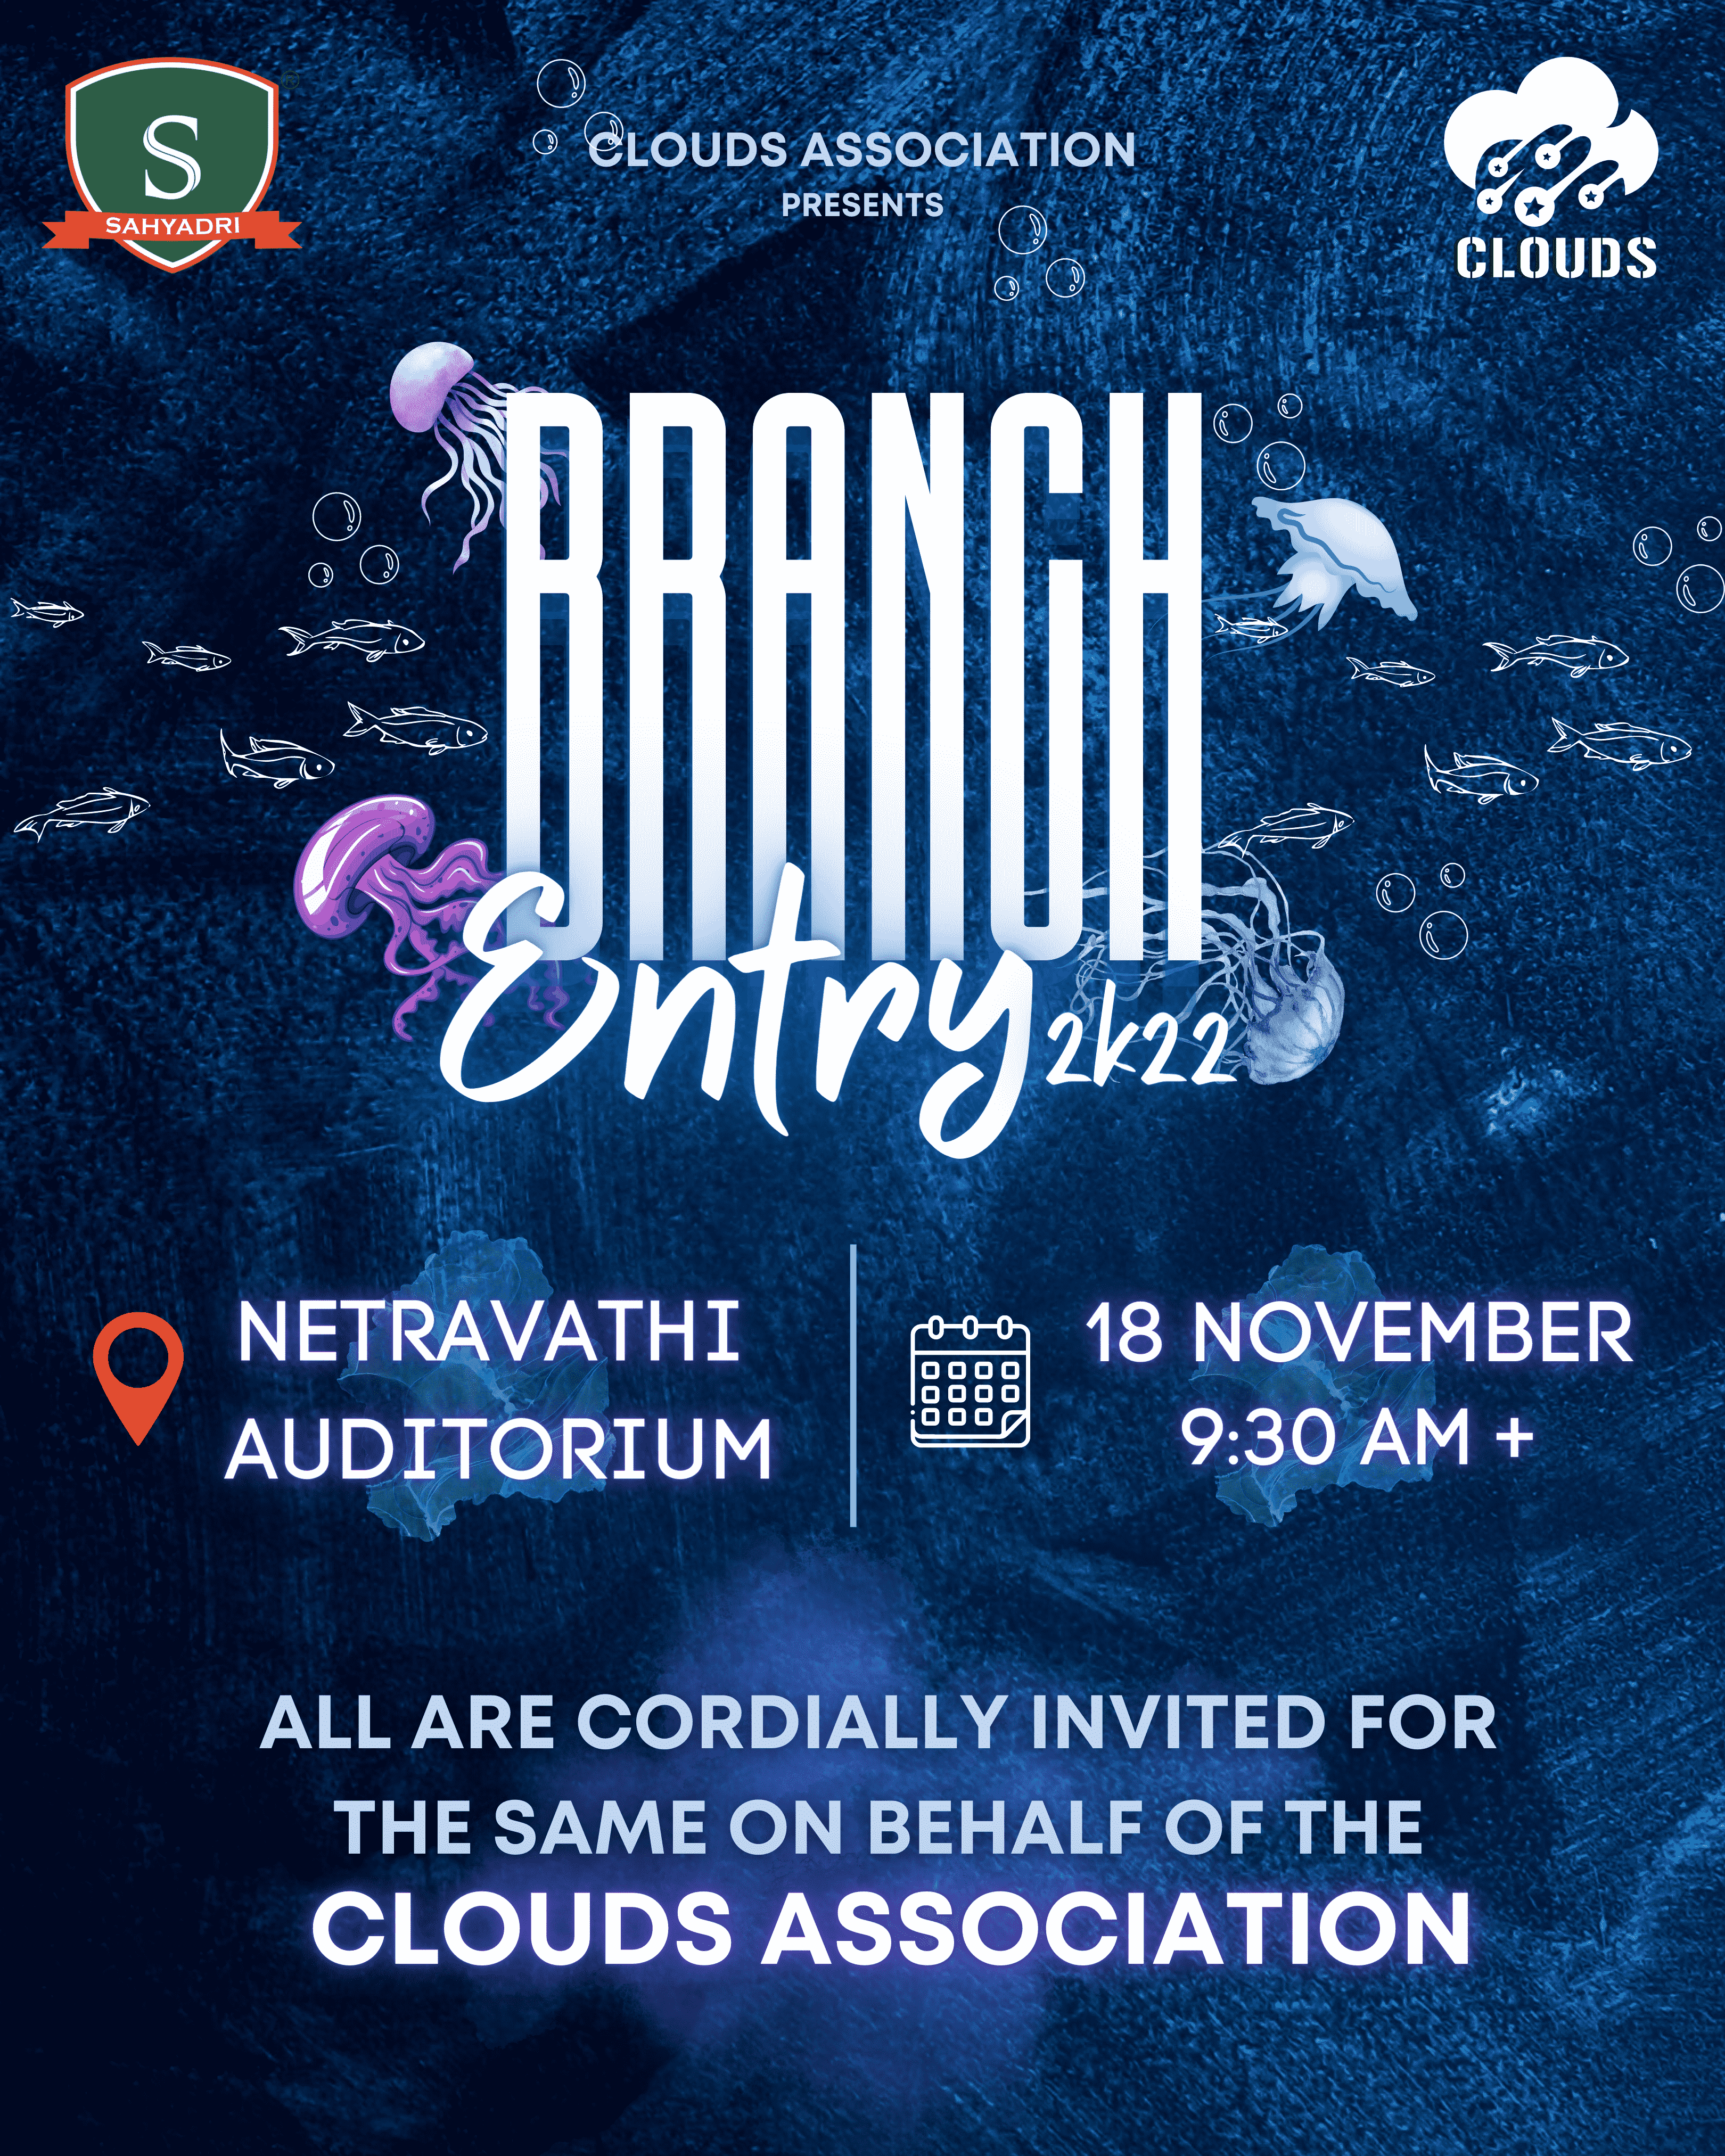 S
SAHYADRI
CLOUDS ASSOCIATION
PRESENTS
CLOUDS
BRANCH
Entry 2k22
NETRAVATHI
AUDITORIUM
18 NOVEMBER
9:30 AM +
ALL ARE CORDIALLY INVITED FOR
THE SAME ON BEHALF OF THE
CLOUDS ASSOCIATION